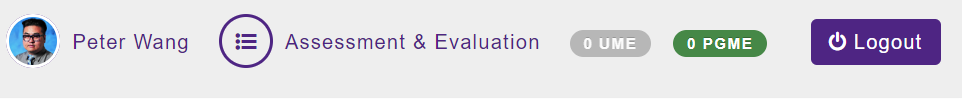 Peter Wang Assessment & Evaluation 0 UME 0 PGME Logout